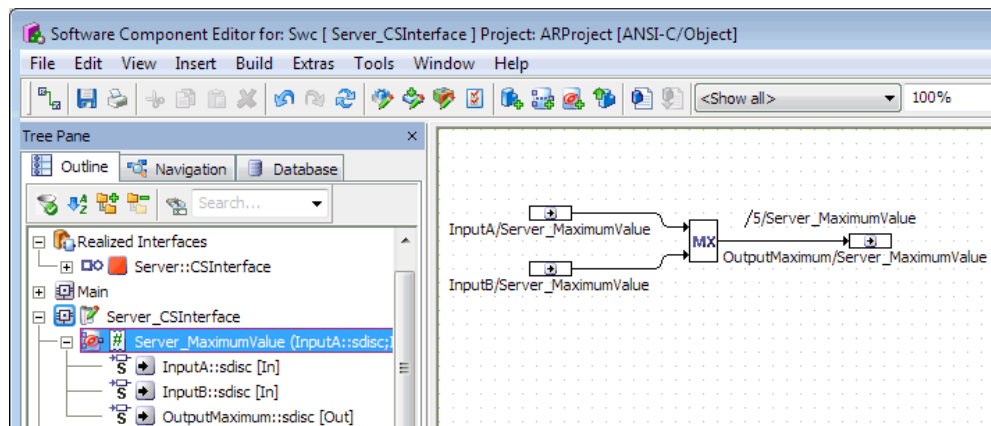 Software Component Editor for: Swc [ Server_CSInterface ] Project: ARProject [ANSI-C/Object]
File Edit View Insert Build Extras Tools Window Help
<Show all> 100%
Tree Pane
Outline Navigation Database
Search...
Realized Interfaces
Server::CSInterface
Main
Server_CSInterface
Server_MaximumValue (InputA::sdisc;I
S InputA::sdisc [In]
S InputB::sdisc [In]
S OutputMaximum::sdisc [Out]
InputA/Server_MaximumValue
InputB/Server_MaximumValue
MX
/5/Server_MaximumValue
OutputMaximum/Server_MaximumValue